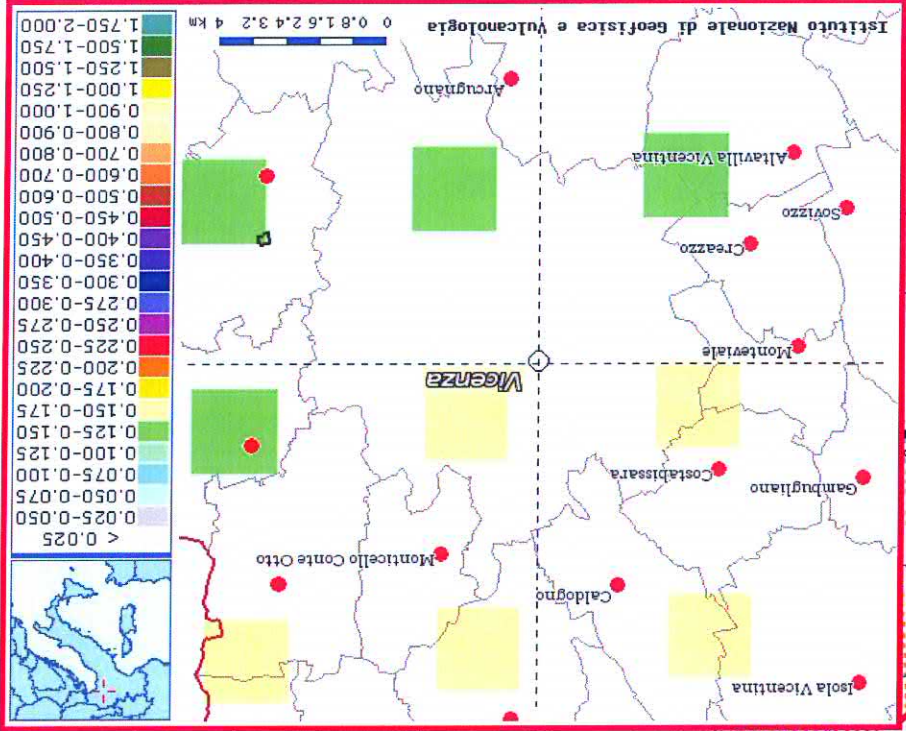 Isola Vicentina
Caldogno
Monticello Conte Otto
Gambugliano
Costabissara
Vicenza
Monteviale
Creazzo
Sovizzo
Altavilla Vicentina
Arcugnano
Istituto Nazionale di Geofisica e Vulcanologia
0 0.8 1.6 2.4 3.2 4 km
< 0.025
0.025-0.050
0.050-0.075
0.075-0.100
0.100-0.125
0.125-0.150
0.150-0.175
0.175-0.200
0.200-0.225
0.225-0.250
0.250-0.275
0.275-0.300
0.300-0.350
0.350-0.400
0.400-0.450
0.450-0.500
0.500-0.600
0.600-0.700
0.700-0.800
0.800-0.900
0.900-1.000
1.000-1.250
1.250-1.500
1.500-1.750
1.750-2.000